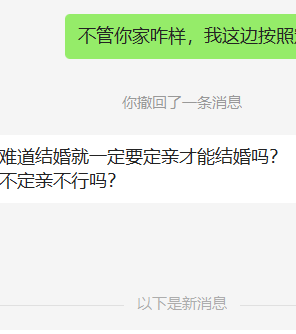 不管你家咋样，我这边按照
你撤回了一条消息
难道结婚就一定要定亲才能结婚吗？
不定亲不行吗？
以下是新消息